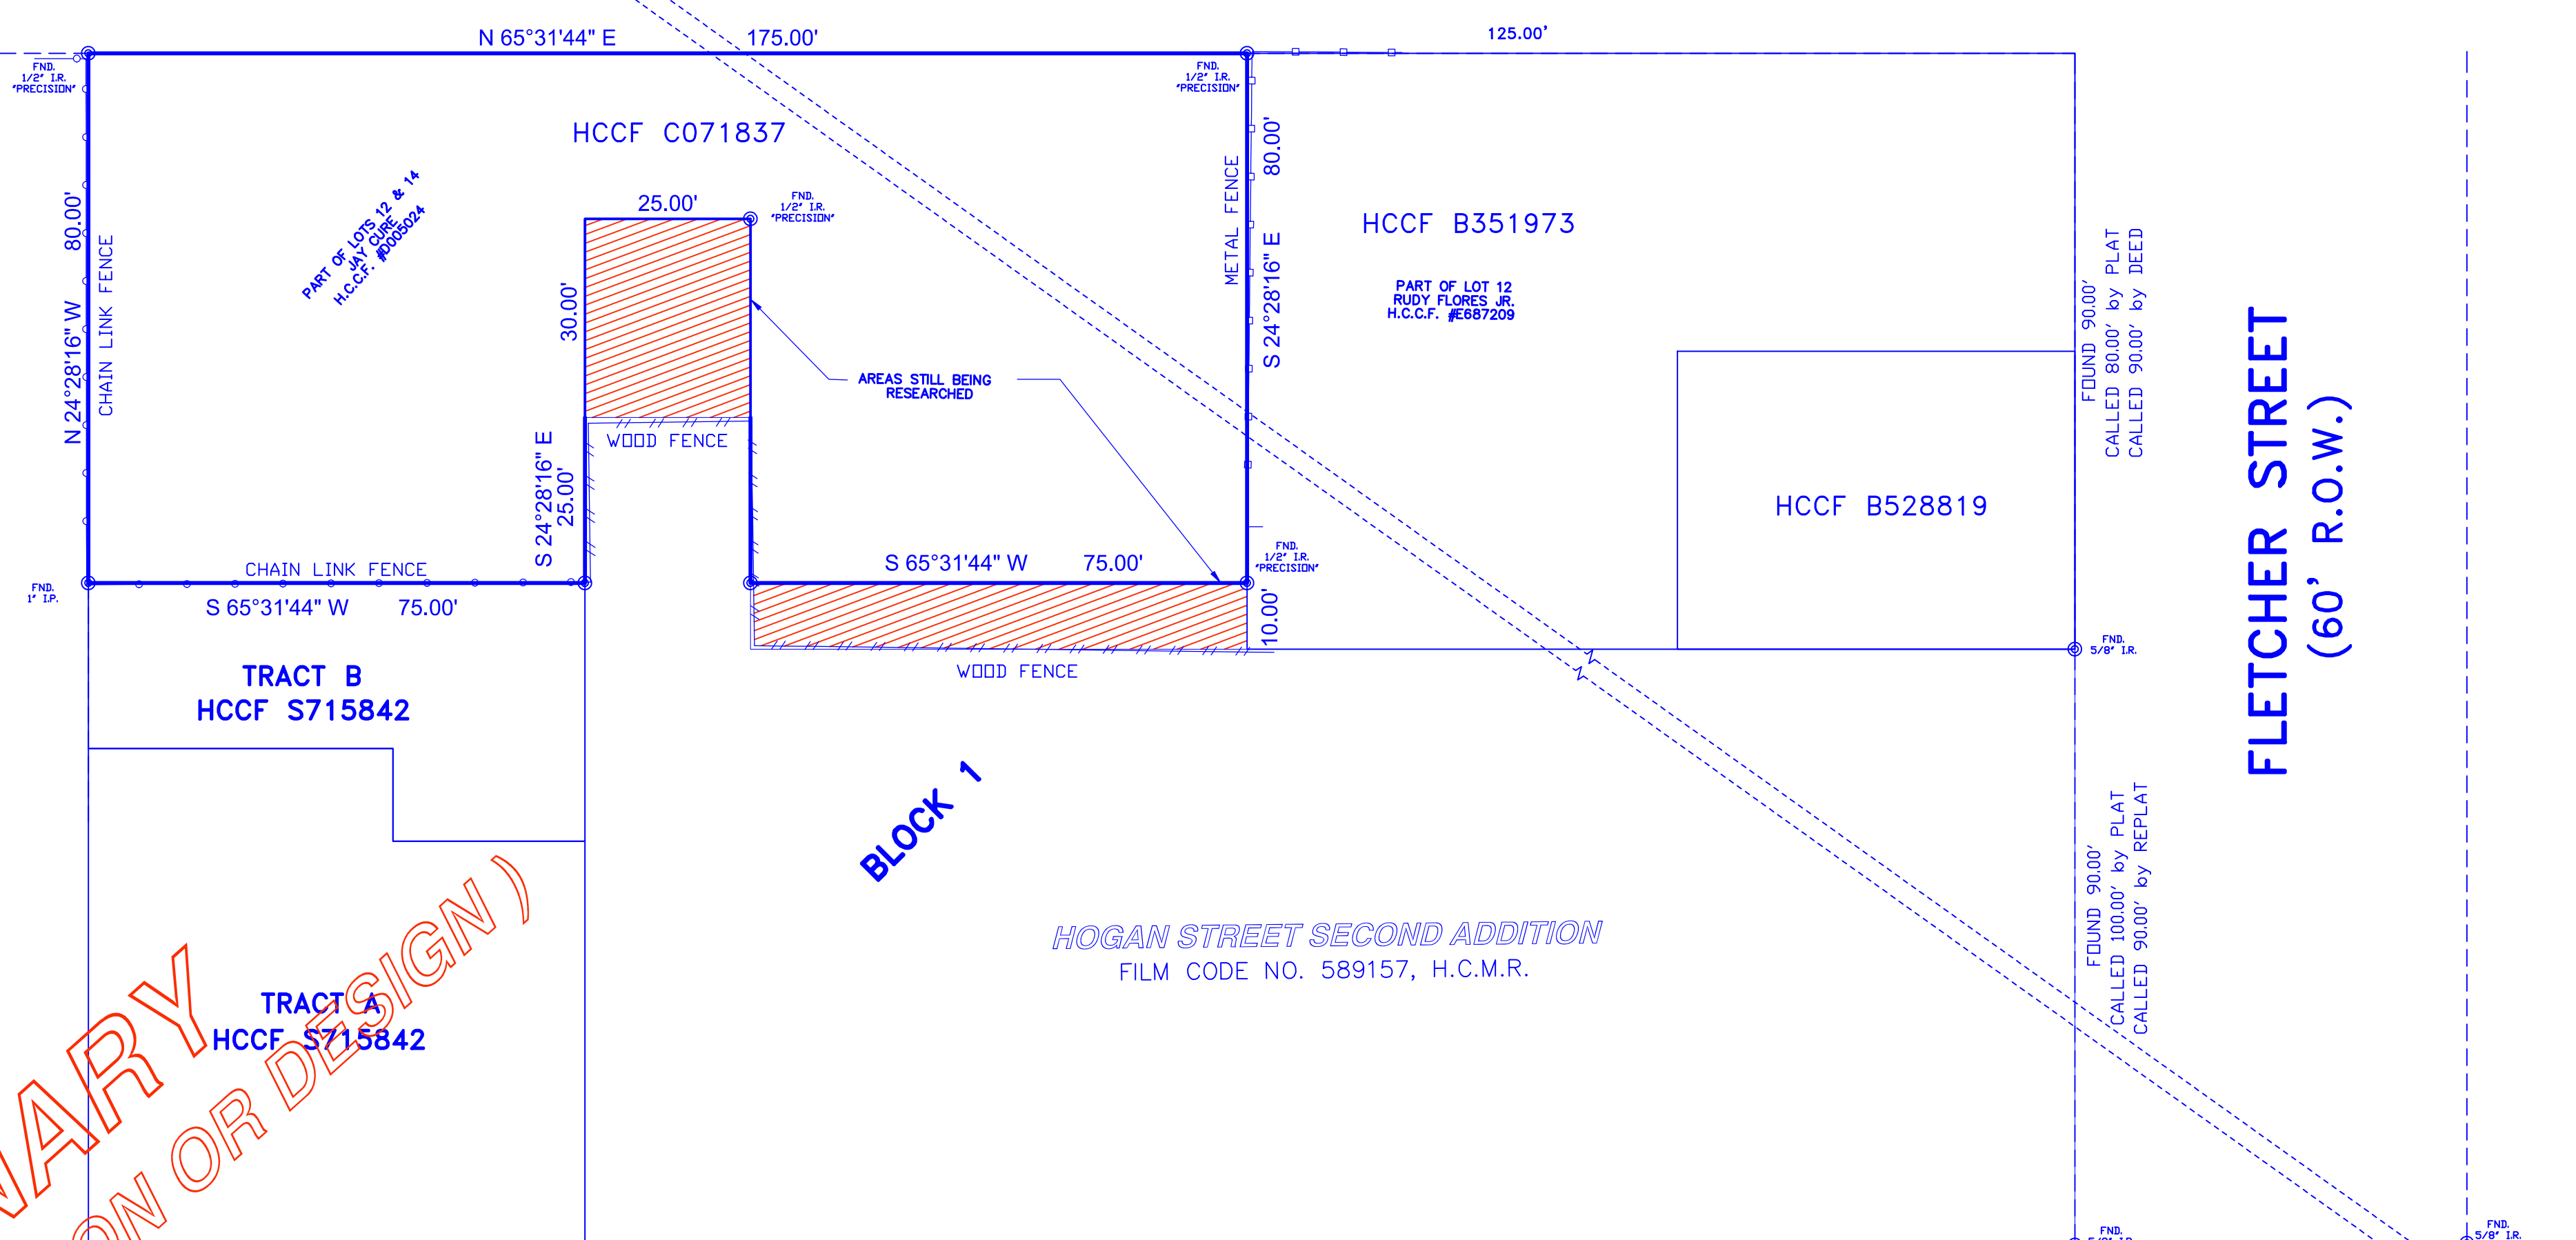 N 65°31'44" E 175.00'
125.00'
FND.
1/2" I.R.
"PRECISION"
FND.
1/2" I.R.
"PRECISION"
HCCF C071837
80.00'
N 24°28'16" W
CHAIN LINK FENCE
PART OF LOTS 12 & 14
JAY CURE
H.C.C.F. #D005024
25.00'
FND.
1/2" I.R.
"PRECISION"
30.00'
METAL FENCE
80.00'
S 24°28'16" E
HCCF B351973
PART OF LOT 12
RUDY FLORES JR.
H.C.C.F. #E687209
FOUND 90.00'
CALLED 80.00' by PLAT
CALLED 90.00' by DEED
FLETCHER STREET
(60' R.O.W.)
AREAS STILL BEING
RESEARCHED
WOOD FENCE
S 24°28'16" E
25.00'
HCCF B528819
CHAIN LINK FENCE
S 65°31'44" W 75.00'
FND.
1/2" I.R.
"PRECISION"
FND.
1" I.P.
S 65°31'44" W 75.00'
10.00'
WOOD FENCE
FND.
5/8" I.R.
TRACT B
HCCF S715842
BLOCK 1
FOUND 90.00'
CALLED 100.00' by PLAT
CALLED 90.00' by REPLAT
HOGAN STREET SECOND ADDITION
FILM CODE NO. 589157, H.C.M.R.
TRACT A
HCCF S715842
NARY
ON OR DESIGN )
FND.
5/8" I.R.
FND.
5/8" I.R.